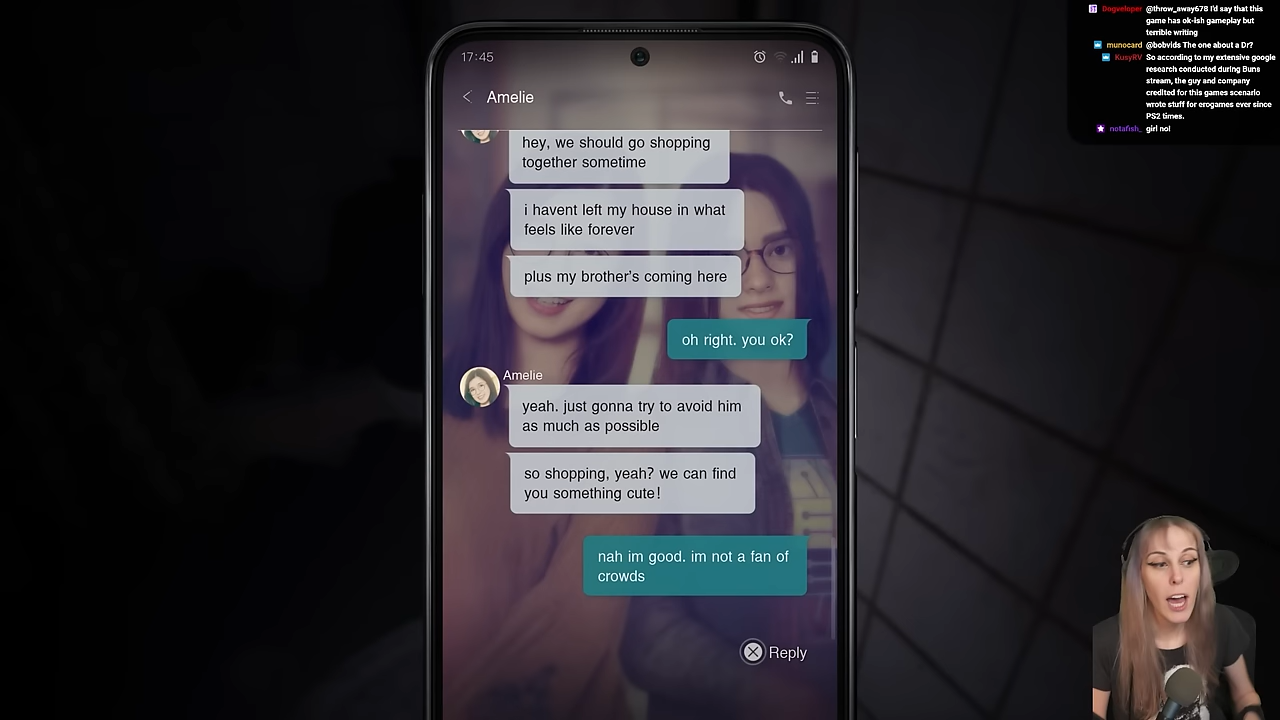 17:45
Amelie
hey, we should go shopping
together sometime
i havent left my house in what
feels like forever
plus my brother's coming here
oh right. you ok?
Amelie
yeah. just gonna try to avoid him
as much as possible
so shopping, yeah? we can find
you something cute!
nah im good. im not a fan of
crowds
Reply
Dogveloper @throw_away678 I'd say that this
game has ok-ish gameplay but
terrible writing
munocard @bobvids The one about a Dr?
KusyRV So according to my extensive google
research conducted during Buns
stream, the guy and company
credited for this games scenario
wrote stuff for erogames ever since
PS2 times.
notafish_ girl no!